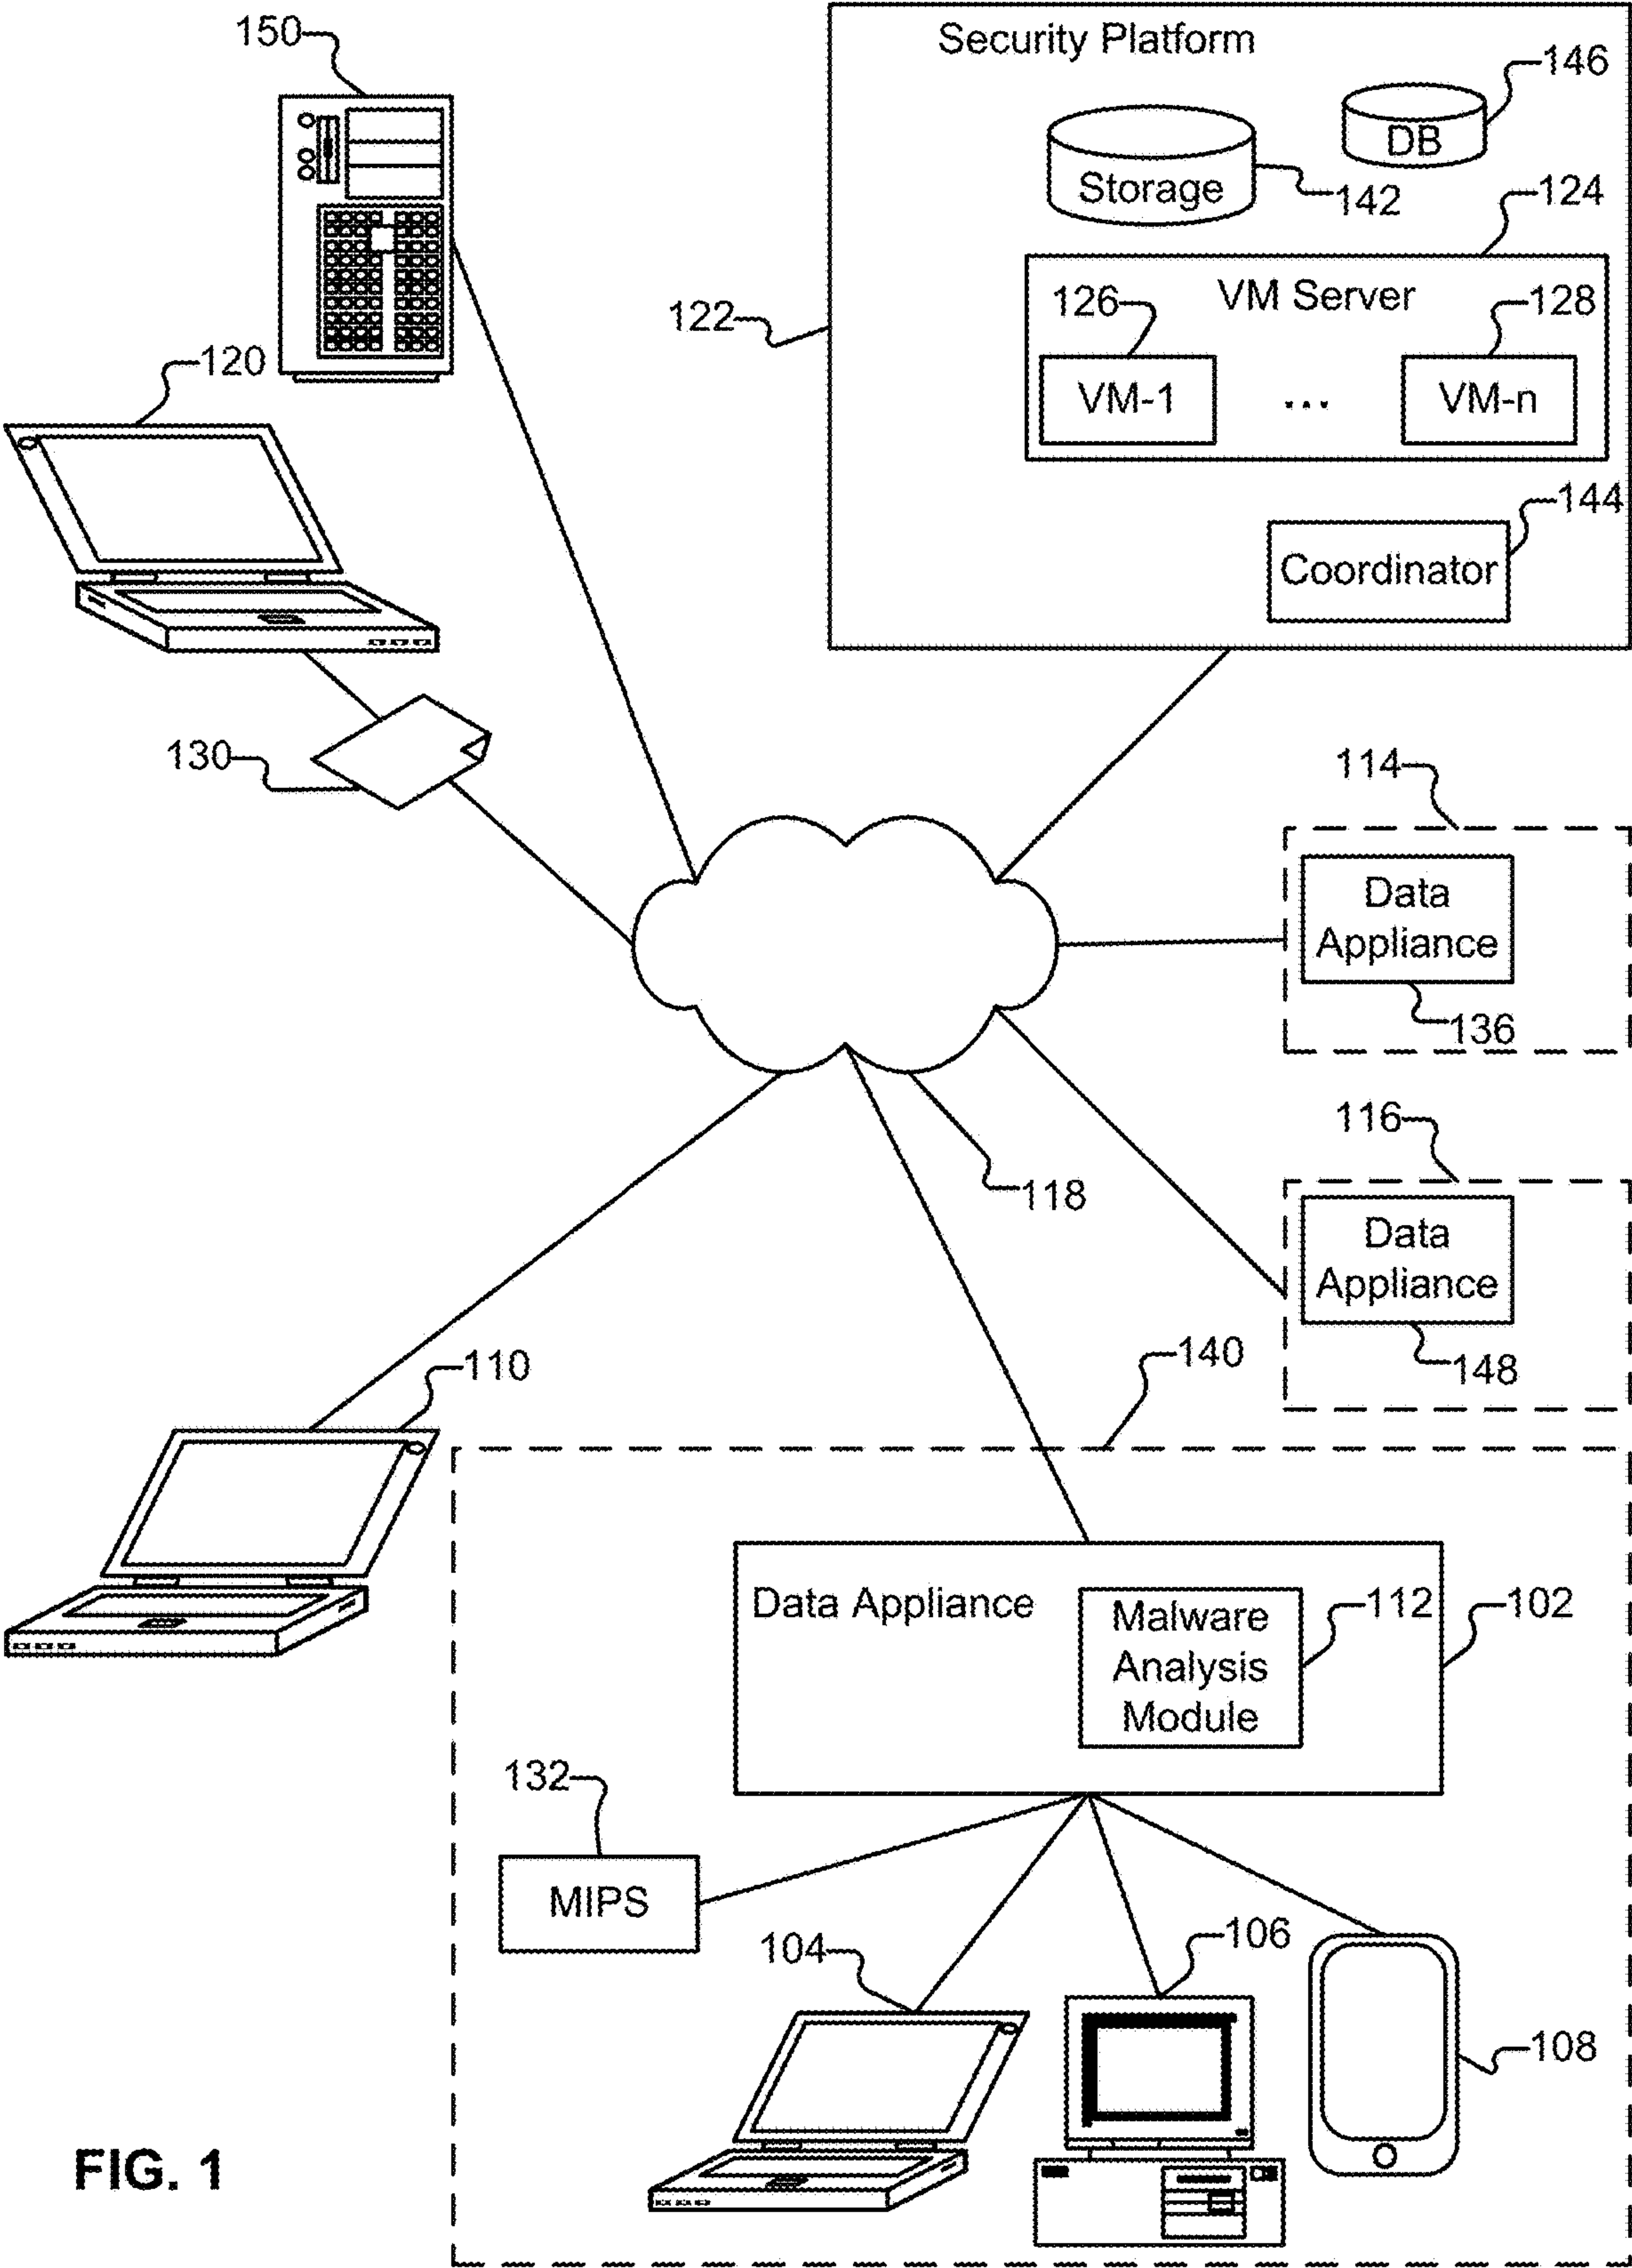 150
Security Platform
146
DB
Storage
142
124
122
126
VM Server
128
120
VM-1
...
VM-n
144
Coordinator
130
114
Data
Appliance
136
116
118
Data
Appliance
148
140
110
Data Appliance
Malware
Analysis
Module
112
102
132
MIPS
104
106
108
FIG. 1